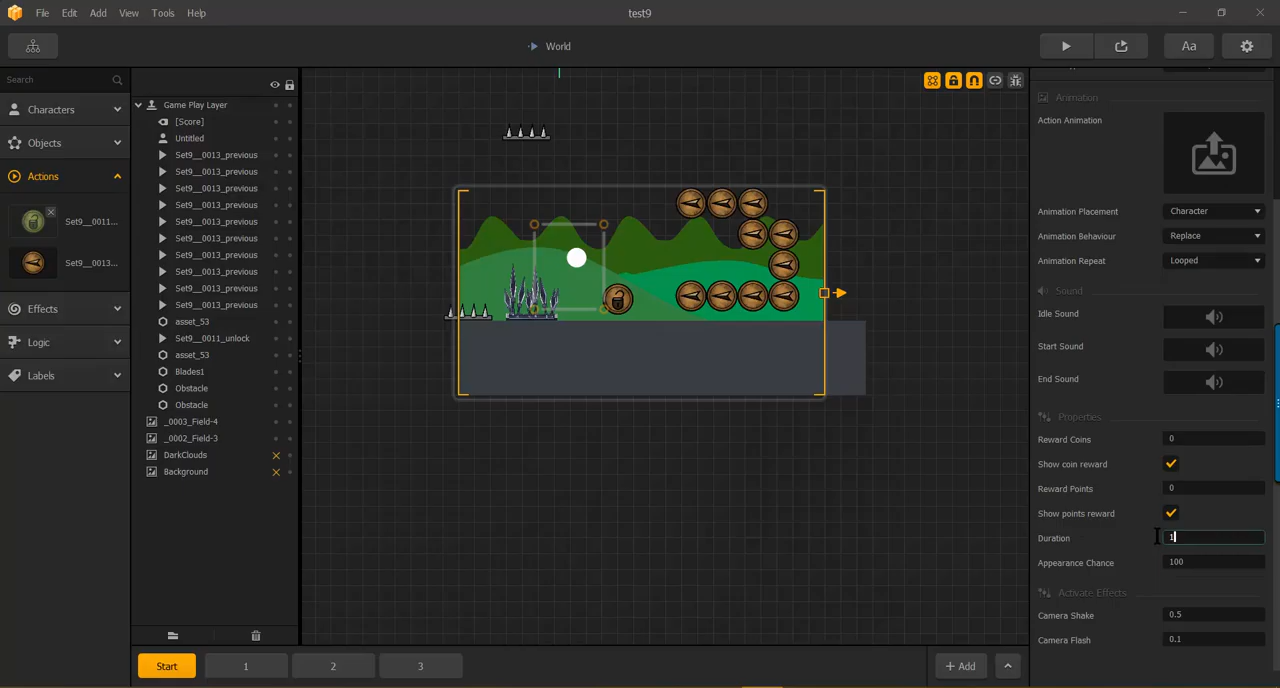 File Edit View Add Tools Help
test9
World
Aa
Search
Characters
Objects
Actions
Set9__0011...
Set9__0013...
Effects
Logic
Labels
Game Play Layer
[Score]
Untitled
Set9__0013_previous
Set9__0013_previous
Set9__0013_previous
Set9__0013_previous
Set9__0013_previous
Set9__0013_previous
Set9__0013_previous
Set9__0013_previous
Set9__0013_previous
Set9__0013_previous
asset_53
Set9__0011_unlock
asset_53
Blades1
Obstacle
Obstacle
_0003_Field-4
_0002_Field-3
DarkClouds
Background
Animation
Action Animation
Animation Placement Character
Animation Behaviour Replace
Animation Repeat Looped
Sound
Idle Sound
Start Sound
End Sound
Properties
Reward Coins 0
Show coin reward
Reward Points 0
Show points reward
Duration 1
Appearance Chance 100
Activate Effects
Camera Shake 0.5
Camera Flash 0.1
Start 1 2 3 + Add